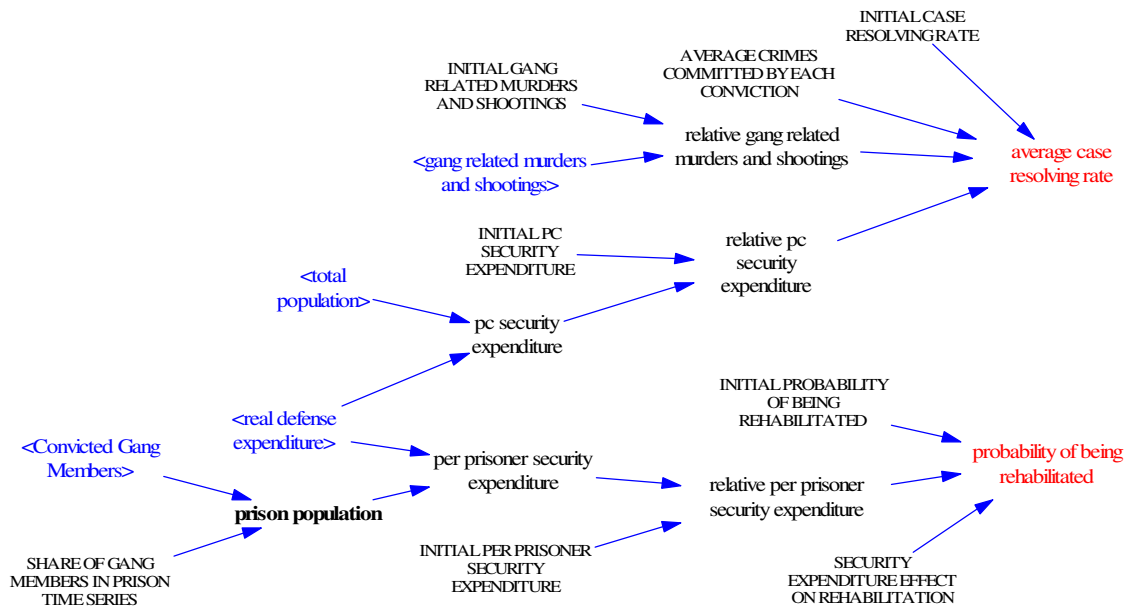 INITIAL CASE
RESOLVING RATE
AVERAGE CRIMES
COMMITTED BY EACH
CONVICTION
INITIAL GANG
RELATED MURDERS
AND SHOOTINGS
relative gang related
murders and shootings
average case
resolving rate
<gang related murders
and shootings>
INITIAL PC
SECURITY
EXPENDITURE
relative pc
security
expenditure
<total
population>
pc security
expenditure
INITIAL PROBABILITY
OF BEING
REHABILITATED
<real defense
expenditure>
<Convicted Gang
Members>
per prisoner security
expenditure
probability of being
rehabilitated
relative per prisoner
security expenditure
prison population
SHARE OF GANG
MEMBERS IN PRISON
TIME SERIES
INITIAL PER PRISONER
SECURITY
EXPENDITURE
SECURITY
EXPENDITURE EFFECT
ON REHABILITATION